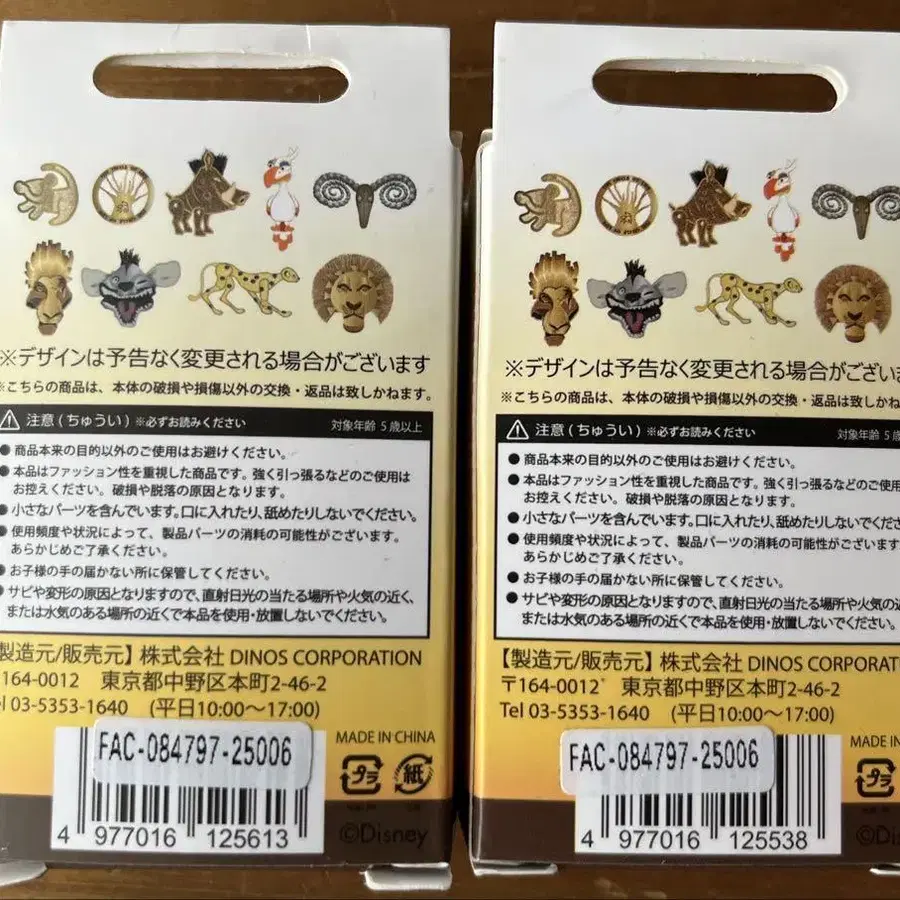 ※デザインは予告なく変更される場合がございます
※こちらの商品は、本体の破損や損傷以外の交換・返品は致しかねます。
注意(ちゅうい) ※必ずお読みください 対象年齢 5歳以上
● 商品本来の目的以外のご使用はお避けください。
● 本品はファッション性を重視した商品です。強く引っ張るなどのご使用は
お控えください。破損や脱落の原因となります。
● 小さなパーツを含んでいます。口に入れたり、舐めたりしないでください。
● 使用頻度や状況によって、製品パーツの消耗の可能性がございます。
あらかじめご了承ください。
● お子様の手の届かない所に保管してください。
● サビや変形の原因となりますので、直射日光の当たる場所や火気の近く、
または水気のある場所の近くで本品を使用・放置しないでください。
製造元/販売元】株式会社 DINOS CORPORATION
164-0012 東京都中野区本町2-46-2
el 03-5353-1640 (平日10:00〜17:00)
FAC-084797-25006
MADE IN CHINA
プラ
紙
4 977016 125613
©Disney
※デザインは予告なく変更される場合がございま
※こちらの商品は、本体の破損や損傷以外の交換・返品は致しかね
注意(ちゅうい) ※必ずお読みください 対象年齢 5歳以
● 商品本来の目的以外のご使用はお避けください。
● 本品はファッション性を重視した商品です。強く引っ張るなどのご使用
お控えください。破損や脱落の原因となります。
● 小さなパーツを含んでいます。口に入れたり、舐めたりしないでくださ
● 使用頻度や状況によって、製品パーツの消耗の可能性がございます
あらかじめご了承ください。
● お子様の手の届かない所に保管してください。
● サビや変形の原因となりますので、直射日光の当たる場所や火気の近
または水気のある場所の近くで本品を使用・放置しないでください。
【製造元/販売元】株式会社 DINOS CORPORATI
〒164-0012 東京都中野区本町2-46-2
Tel 03-5353-1640 (平日10:00〜17:00)
FAC-084797-25006
MADE IN C
プラ
4 977016 125538
©Di